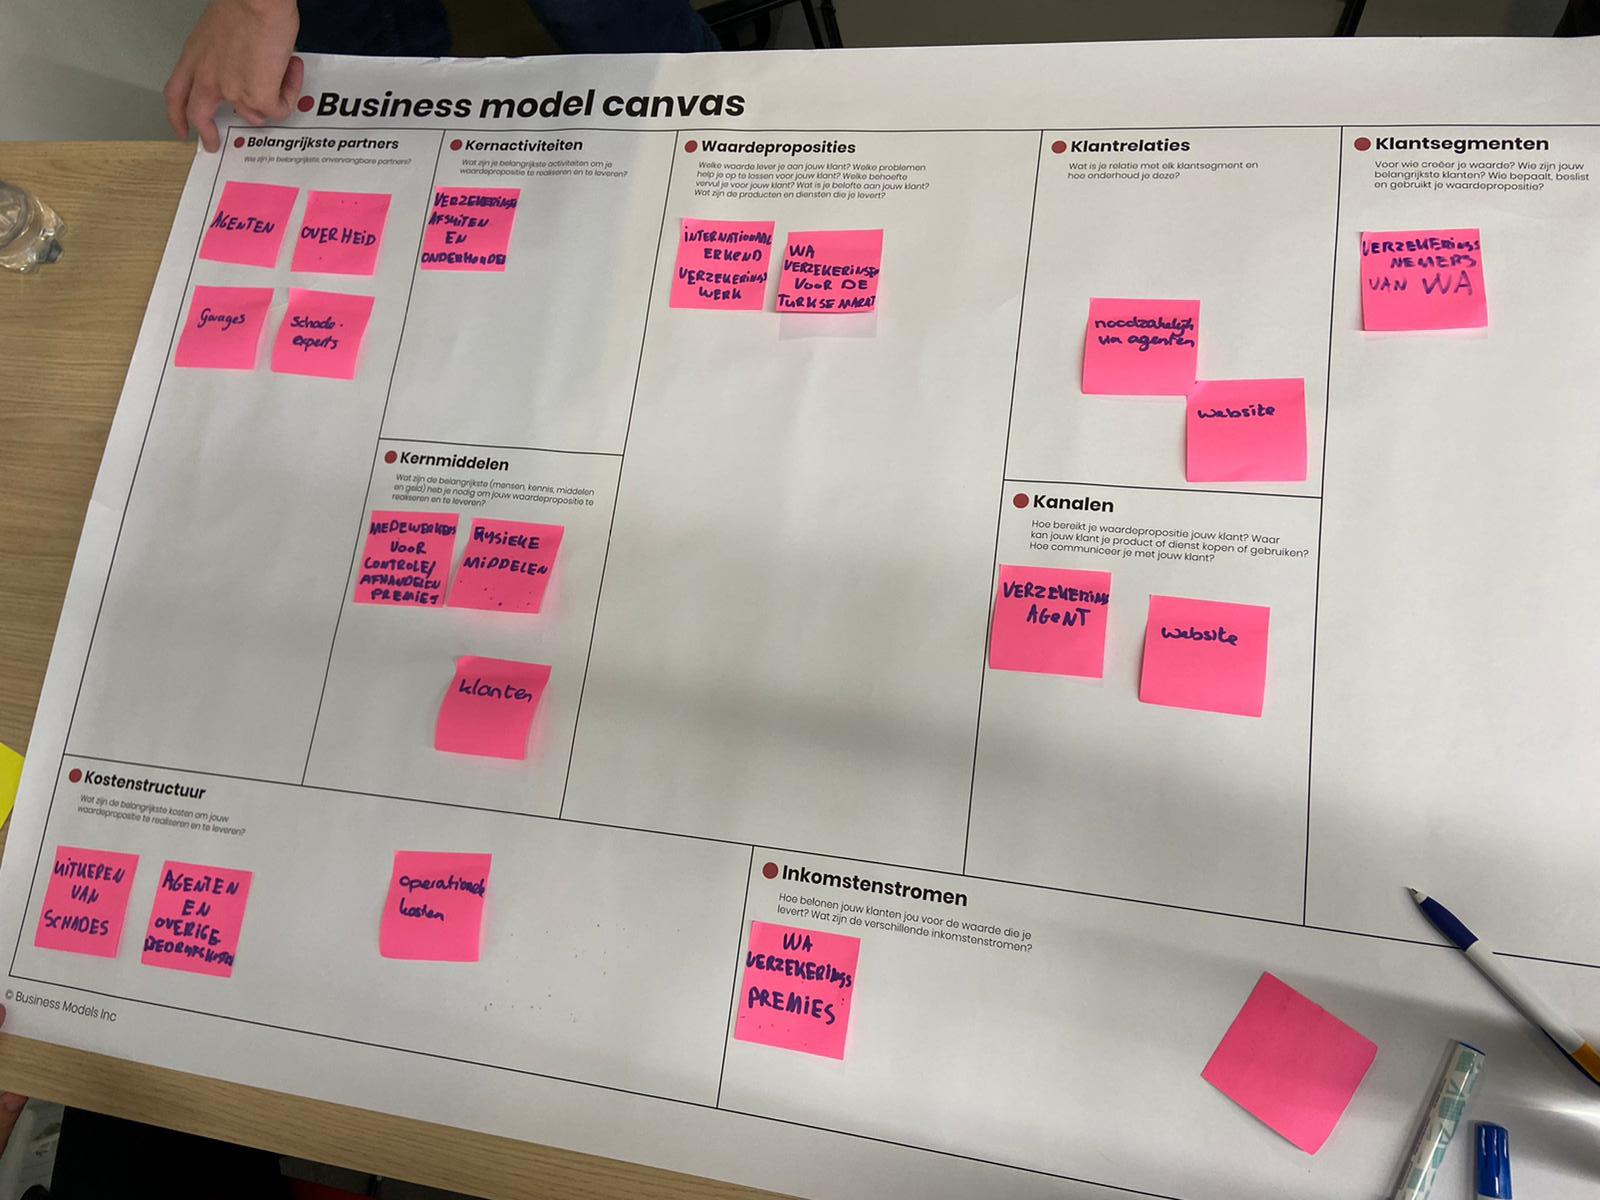 Business model canvas
Belangrijkste partners
Wie zijn je belangrijkste, onvervangbare partners?
AGENTEN
OVERHEID
Garages
Schade-
experts
Kernactiviteiten
Wat zijn je belangrijkste activiteiten om je
waardepropositie te realiseren en te leveren?
AFSLUITEN
EN
Kernmiddelen
Wat zijn de belangrijkste (mensen, kennis, middelen
en geld) heb je nodig om jouw waardepropositie te
realiseren en te leveren?
MEDEWERKERS
VOOR
CONTROLE/
AFHANDELEN
PREMIES
FYSIEKE
MIDDELEN
klanten
Waardeproposities
Welke waarde lever je aan jouw klant? Welke problemen
help je op te lossen voor jouw klant? Welke behoefte
vervul je voor jouw klant? Wat is je belofte aan jouw klant?
Wat zijn de producten en diensten die je levert?
INTERNATIONAAL
ERKEND
VERZEKERINGS
WERK
WA
VOOR DE
TURKSE MARKT
Klantrelaties
Wat is je relatie met elk klantsegment en
hoe onderhoud je deze?
noodzakelijk
via agenten
website
Kanalen
Hoe bereikt je waardepropositie jouw klant? Waar
kan jouw klant je product of dienst kopen of gebruiken?
Hoe communiceer je met jouw klant?
VERZEKERING
AGENT
website
Klantsegmenten
Voor wie creëer je waarde? Wie zijn jouw
belangrijkste klanten? Wie bepaalt, beslist
en gebruikt je waardepropositie?
VERZEKERINGS
NEMERS
VAN WA
Kostenstructuur
Wat zijn de belangrijkste kosten om jouw
waardepropositie te realiseren en te leveren?
UITKEREN
VAN
SCHADES
AGENTEN
EN
OVERIGE
BEDRIJFSKOSTEN
operationele
kosten
Inkomstenstromen
Hoe belonen jouw klanten jou voor de waarde die je
levert? Wat zijn de verschillende inkomstenstromen?
WA
VERZEKERINGS
PREMIES
© Business Models Inc